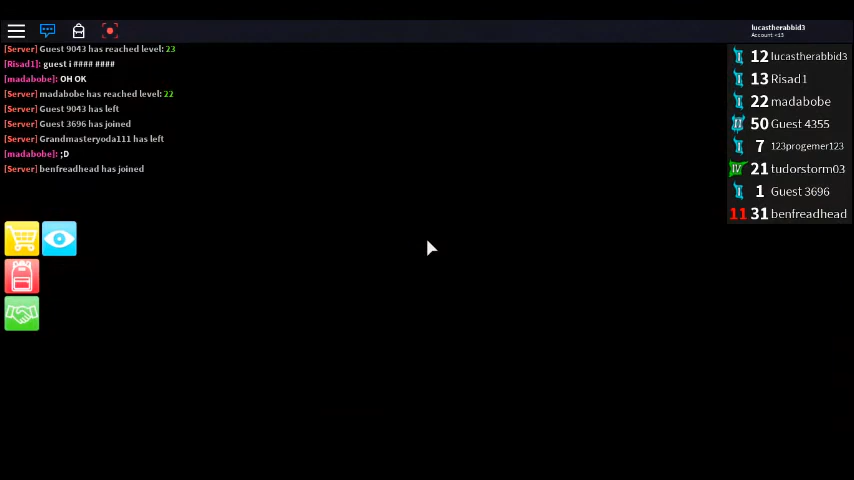 lucastherabbid3
Account <13
[Server] Guest 9043 has reached level: 23
[Risad1]: guest i #### ####
[madabobe]: OH OK
[Server] madabobe has reached level: 22
[Server] Guest 9043 has left
[Server] Guest 3696 has joined
[Server] Grandmasteryoda111 has left
[madabobe]: ;D
[Server] benfreadhead has joined
I 12 lucastherabbid3
I 13 Risad1
I 22 madabobe
II 50 Guest 4355
I 7 123progemer123
IV 21 tudorstorm03
I 1 Guest 3696
11 31 benfreadhead